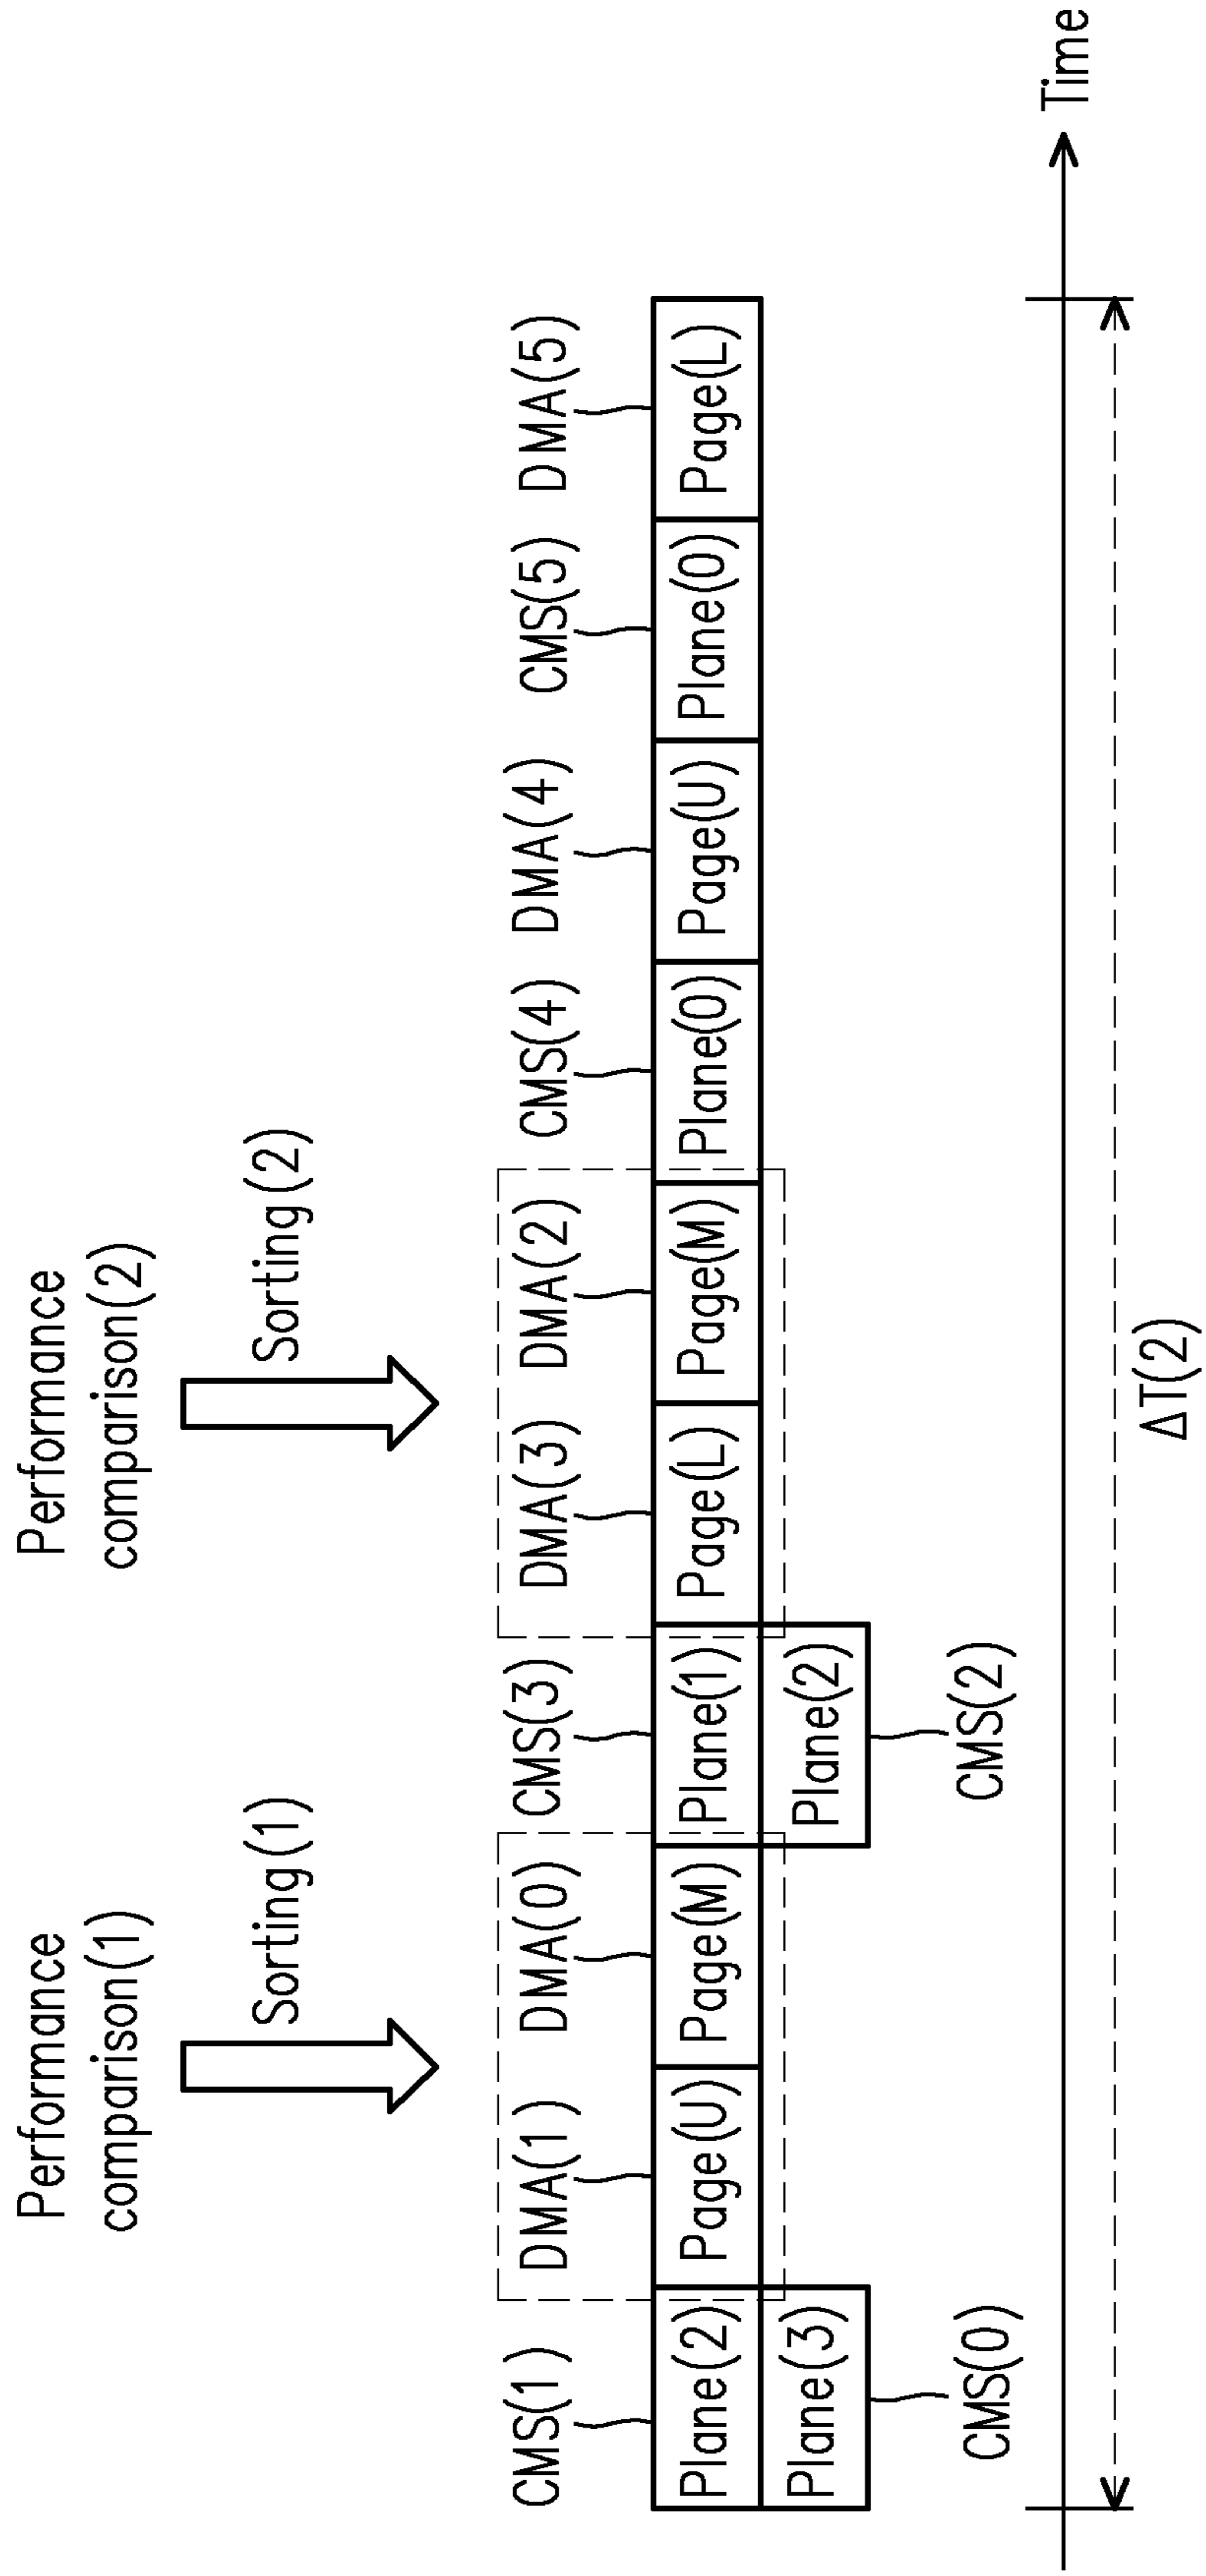 Performance
comparison(1)
Performance
comparison(2)
Sorting(1)
Sorting(2)
CMS(1)
DMA(1)
DMA(0)
CMS(3)
DMA(3)
DMA(2)
CMS(4)
DMA(4)
CMS(5)
DMA(5)
Plane(2)
Page(U)
Page(M)
Plane(1)
Page(L)
Page(M)
Plane(0)
Page(U)
Plane(0)
Page(L)
Plane(3)
Plane(2)
CMS(0)
CMS(2)
Time
ΔT(2)